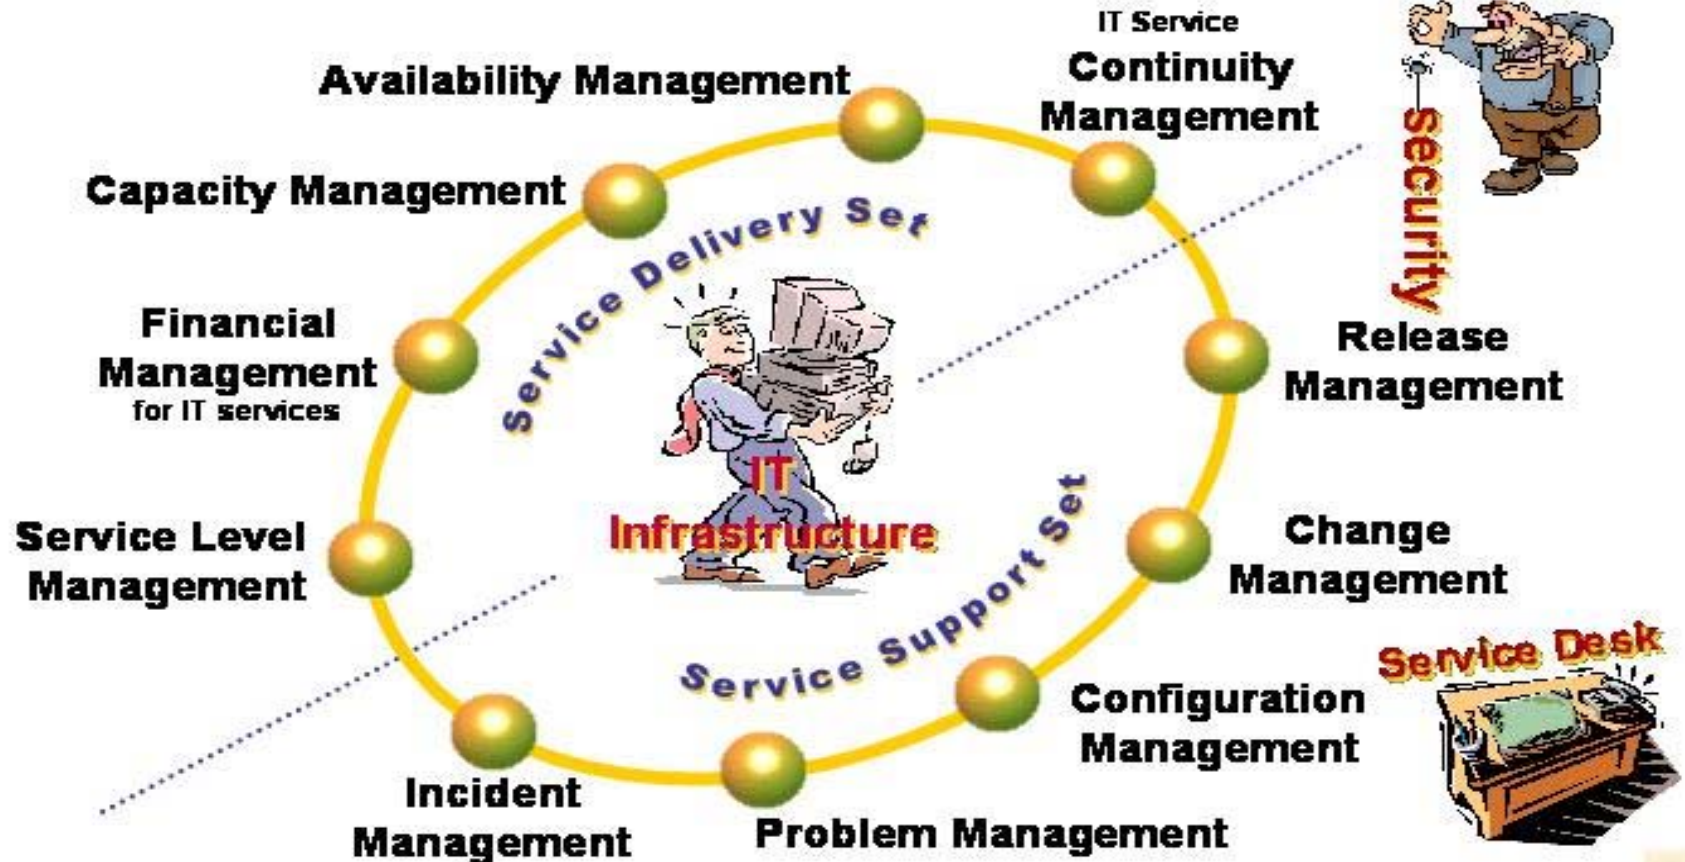 IT Service
Continuity
Management
Availability Management
Capacity Management
Security
Service Delivery Set
Financial
Management
for IT services
Release
Management
IT
Infrastructure
Service Level
Management
Change
Management
Service Support Set
Service Desk
Configuration
Management
Incident
Management
Problem Management